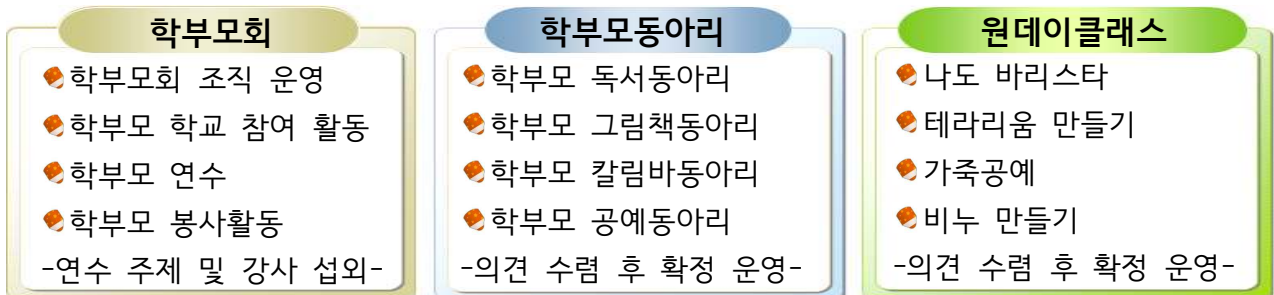 학부모회
학부모회 조직 운영
학부모 학교 참여 활동
학부모 연수
학부모 봉사활동
-연수 주제 및 강사 섭외-
학부모동아리
학부모 독서동아리
학부모 그림책동아리
학부모 칼림바동아리
학부모 공예동아리
-의견 수렴 후 확정 운영-
원데이클래스
나도 바리스타
테라리움 만들기
가죽공예
비누 만들기
-의견 수렴 후 확정 운영-